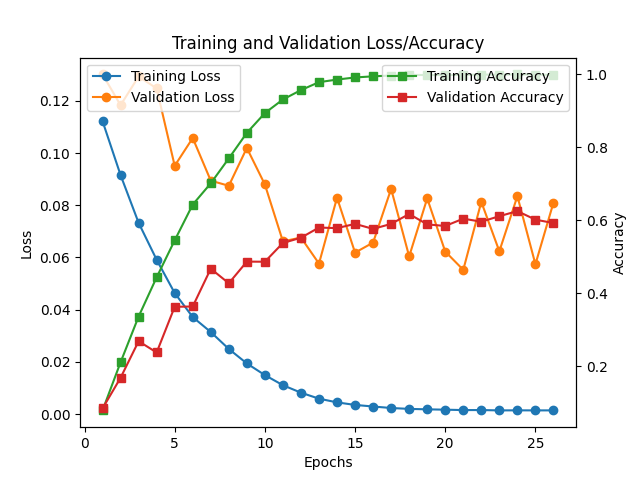 Training and Validation Loss/Accuracy
Training Loss
Validation Loss
Training Accuracy
Validation Accuracy
Loss
0.12
0.10
0.08
0.06
0.04
0.02
0.00
1.0
0.8
0.6
0.4
0.2
Accuracy
0
5
10
15
20
25
Epochs